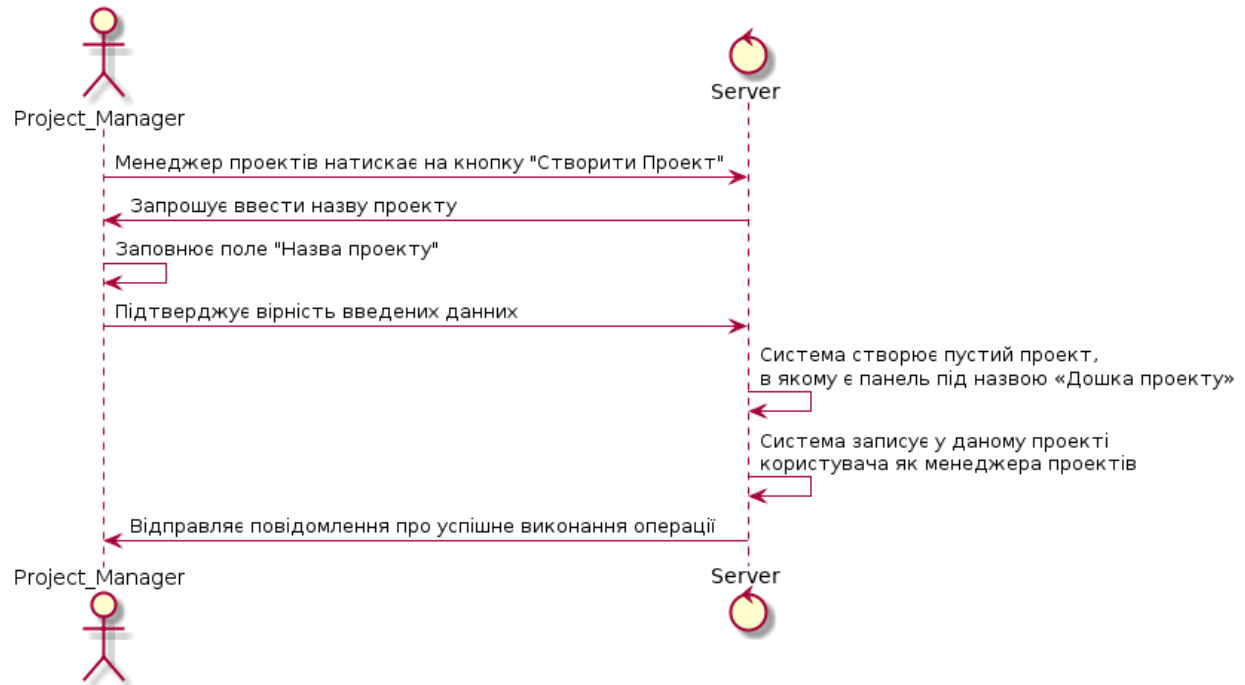 Project_Manager
Server
Менеджер проектів натискає на кнопку "Створити Проект"
Запрошує ввести назву проекту
Заповнює поле "Назва проекту"
Підтверджує вірність введених данних
Система створює пустий проект,
в якому є панель під назвою «Дошка проекту»
Система записує у даному проекті
користувача як менеджера проектів
Відправляє повідомлення про успішне виконання операції
Project_Manager
Server